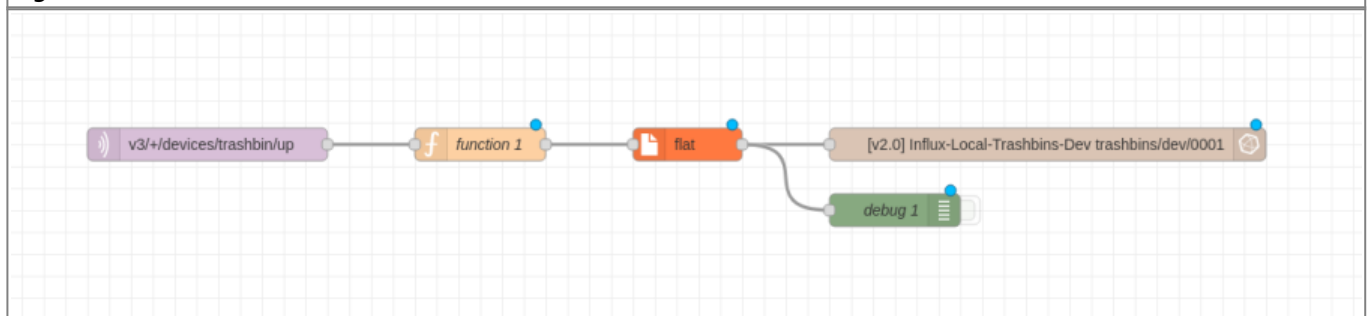 v3/+/devices/trashbin/up
function 1
flat
[v2.0] Influx-Local-Trashbins-Dev trashbins/dev/0001
debug 1